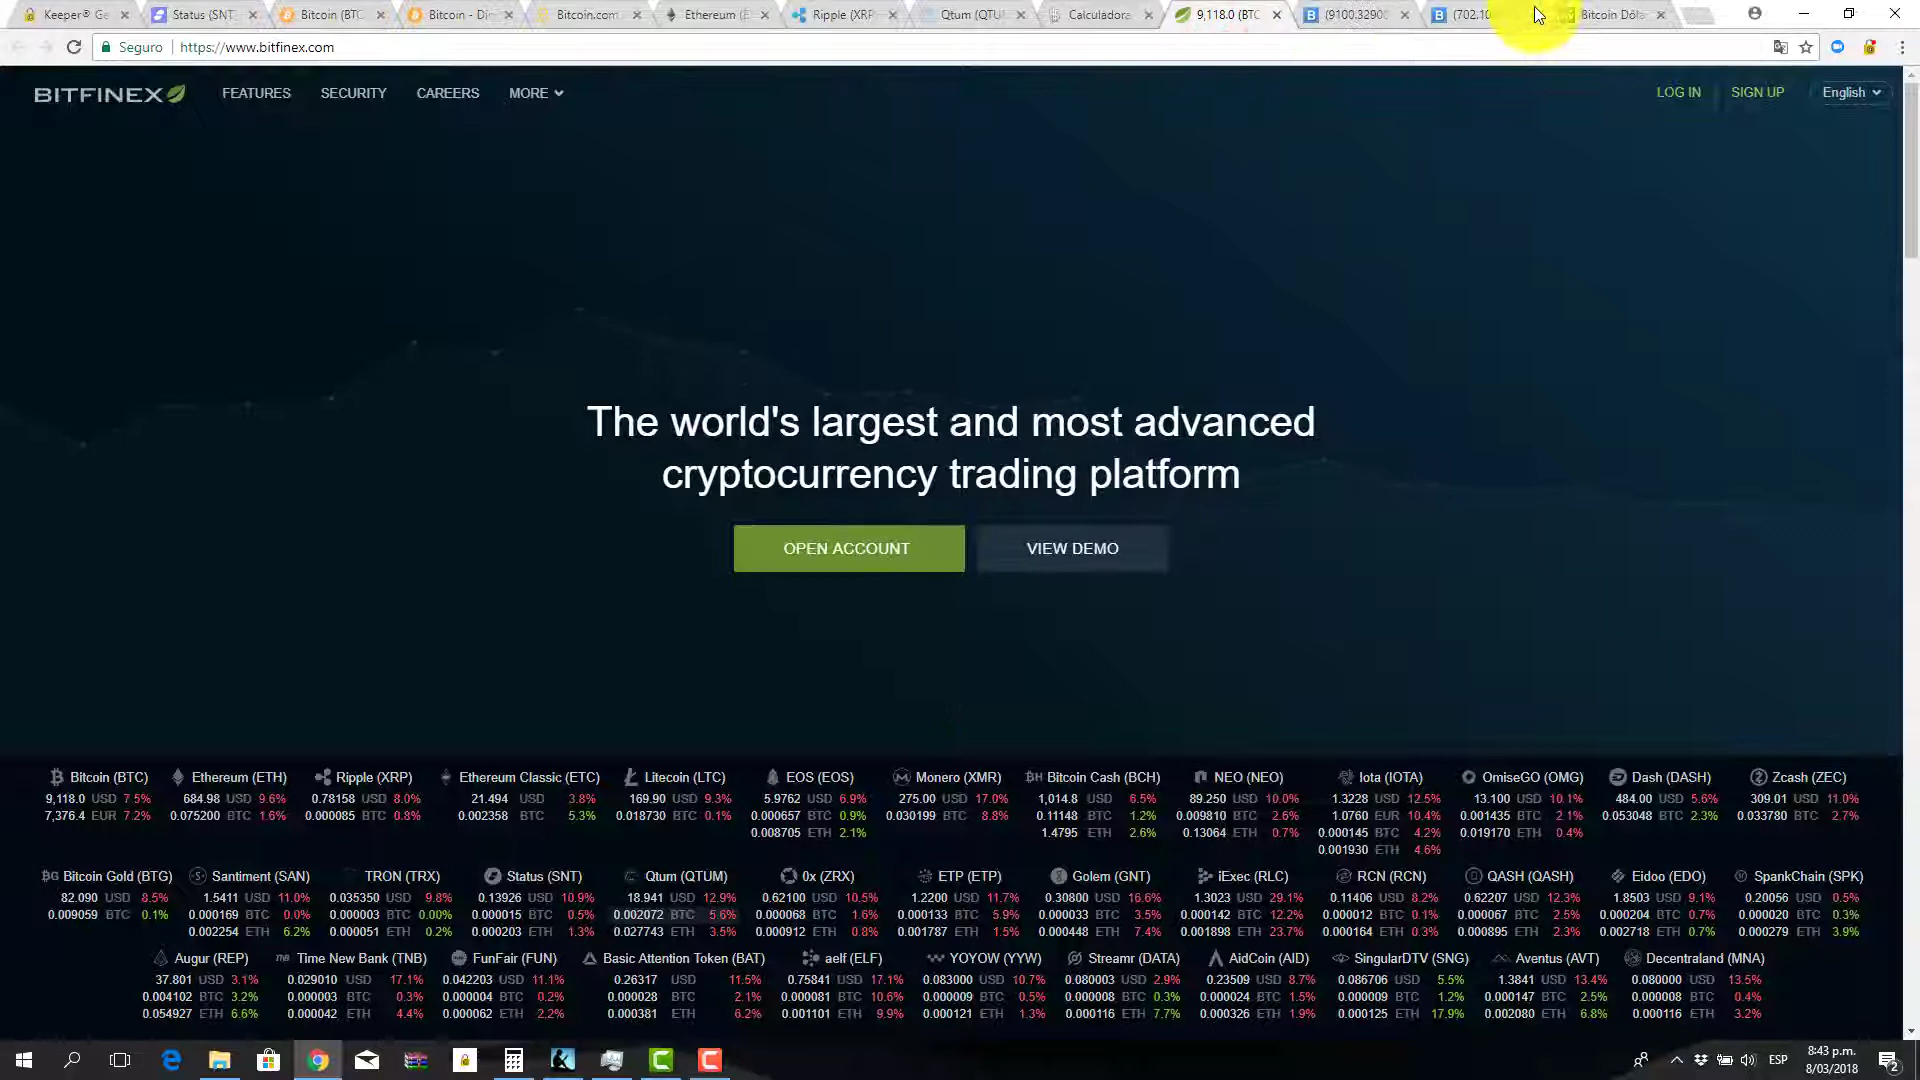 Keeper® Ge
Status (SNT
Bitcoin (BTC
Bitcoin - Di
Bitcoin.com
Ethereum (E
Ripple (XRP
Qtum (QTU
Calculadora
9,118.0 (BTC
(9100.3290
(702.10
Bitcoin Dóla
Seguro https://www.bitfinex.com
BITFINEX FEATURES SECURITY CAREERS MORE LOG IN SIGN UP English
The world's largest and most advanced
cryptocurrency trading platform
OPEN ACCOUNT VIEW DEMO
Bitcoin (BTC) Ethereum (ETH) Ripple (XRP) Ethereum Classic (ETC) Litecoin (LTC) EOS (EOS) Monero (XMR) Bitcoin Cash (BCH) NEO (NEO) Iota (IOTA) OmiseGO (OMG) Dash (DASH) Zcash (ZEC)
9,118.0 USD 7.5% 684.98 USD 9.6% 0.78158 USD 8.0% 21.494 USD 3.8% 169.90 USD 9.3% 5.9762 USD 6.9% 275.00 USD 17.0% 1,014.8 USD 6.5% 89.250 USD 10.0% 1.3228 USD 12.5% 13.100 USD 10.1% 484.00 USD 5.6% 309.01 USD 11.0%
7,376.4 EUR 7.2% 0.075200 BTC 1.6% 0.000085 BTC 0.8% 0.002358 BTC 5.3% 0.018730 BTC 0.1% 0.000657 BTC 0.9% 0.030199 BTC 8.8% 0.11148 BTC 1.2% 0.009810 BTC 2.6% 1.0760 EUR 10.4% 0.001435 BTC 2.1% 0.053048 BTC 2.3% 0.033780 BTC 2.7%
0.008705 ETH 2.1% 1.4795 ETH 2.6% 0.13064 ETH 0.7% 0.000145 BTC 4.2% 0.019170 ETH 0.4%
0.001930 ETH 4.6%
Bitcoin Gold (BTG) Santiment (SAN) TRON (TRX) Status (SNT) Qtum (QTUM) 0x (ZRX) ETP (ETP) Golem (GNT) iExec (RLC) RCN (RCN) QASH (QASH) Eidoo (EDO) SpankChain (SPK)
82.090 USD 8.5% 1.5411 USD 11.0% 0.035350 USD 9.8% 0.13926 USD 10.9% 18.941 USD 12.9% 0.62100 USD 10.5% 1.2200 USD 11.7% 0.30800 USD 16.6% 1.3023 USD 29.1% 0.11406 USD 8.2% 0.62207 USD 12.3% 1.8503 USD 9.1% 0.20056 USD 0.5%
0.009059 BTC 0.1% 0.000169 BTC 0.0% 0.000003 BTC 0.00% 0.000015 BTC 0.5% 0.002072 BTC 5.6% 0.000068 BTC 1.6% 0.000133 BTC 5.9% 0.000033 BTC 3.5% 0.000142 BTC 12.2% 0.000012 BTC 0.1% 0.000067 BTC 2.5% 0.000204 BTC 0.7% 0.000020 BTC 0.3%
0.002254 ETH 6.2% 0.000051 ETH 0.2% 0.000203 ETH 1.3% 0.027743 ETH 3.5% 0.000912 ETH 0.8% 0.001787 ETH 1.5% 0.000448 ETH 7.4% 0.001898 ETH 23.7% 0.000164 ETH 0.3% 0.000895 ETH 2.3% 0.002718 ETH 0.7% 0.000279 ETH 3.9%
Augur (REP) Time New Bank (TNB) FunFair (FUN) Basic Attention Token (BAT) aelf (ELF) YOYOW (YYW) Streamr (DATA) AidCoin (AID) SingularDTV (SNG) Aventus (AVT) Decentraland (MNA)
37.801 USD 3.1% 0.029010 USD 17.1% 0.042203 USD 11.1% 0.26317 USD 11.5% 0.75841 USD 17.1% 0.083000 USD 10.7% 0.080003 USD 2.9% 0.23509 USD 8.7% 0.086706 USD 5.5% 1.3841 USD 13.4% 0.080000 USD 13.5%
0.004102 BTC 3.2% 0.000003 BTC 0.3% 0.000004 BTC 0.2% 0.000028 BTC 2.1% 0.000081 BTC 10.6% 0.000009 BTC 0.5% 0.000008 BTC 0.3% 0.000024 BTC 1.5% 0.000009 BTC 1.2% 0.000147 BTC 2.5% 0.000008 BTC 0.4%
0.054927 ETH 6.6% 0.000042 ETH 4.4% 0.000062 ETH 2.2% 0.000381 ETH 6.2% 0.001101 ETH 9.9% 0.000121 ETH 1.3% 0.000116 ETH 7.7% 0.000326 ETH 1.9% 0.000125 ETH 17.9% 0.002080 ETH 6.8% 0.000116 ETH 3.2%
ESP 8:43 p.m.
8/03/2018
2